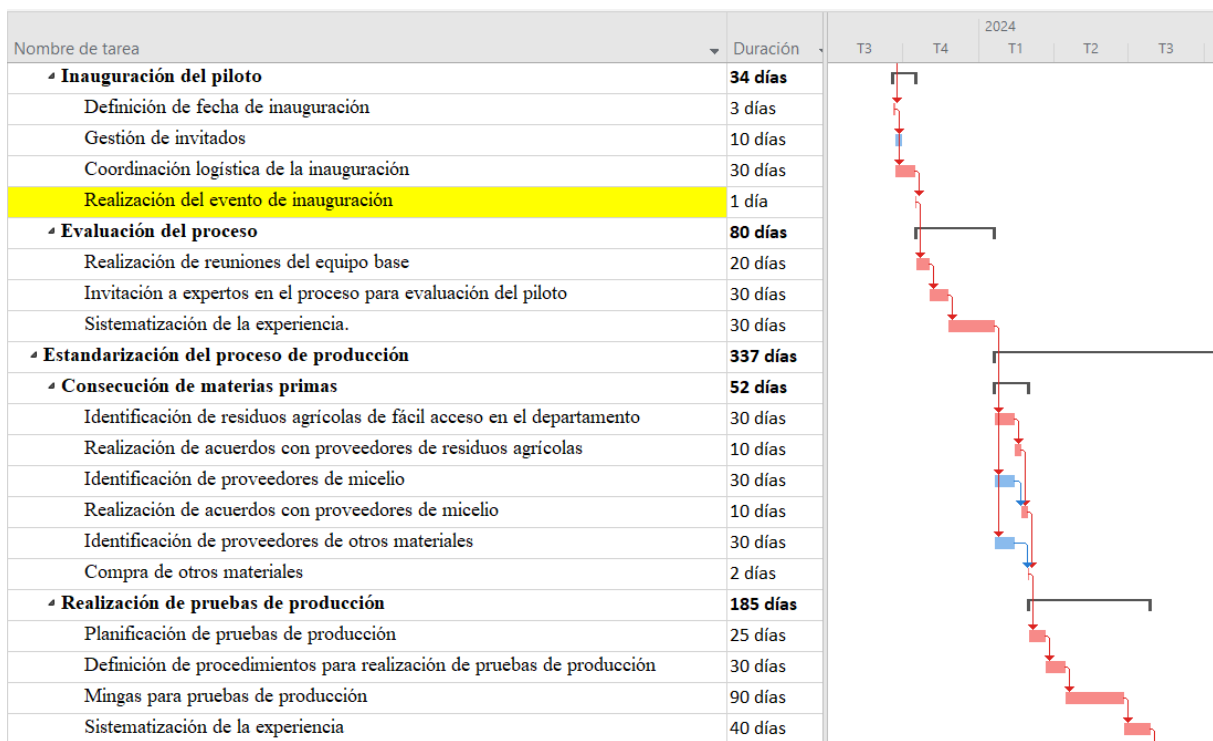 2024
Nombre de tarea Duración T3 T4 T1 T2 T3
Inauguración del piloto 34 días
Definición de fecha de inauguración 3 días
Gestión de invitados 10 días
Coordinación logística de la inauguración 30 días
Realización del evento de inauguración 1 día
Evaluación del proceso 80 días
Realización de reuniones del equipo base 20 días
Invitación a expertos en el proceso para evaluación del piloto 30 días
Sistematización de la experiencia. 30 días
Estandarización del proceso de producción 337 días
Consecución de materias primas 52 días
Identificación de residuos agrícolas de fácil acceso en el departamento 30 días
Realización de acuerdos con proveedores de residuos agrícolas 10 días
Identificación de proveedores de micelio 30 días
Realización de acuerdos con proveedores de micelio 10 días
Identificación de proveedores de otros materiales 30 días
Compra de otros materiales 2 días
Realización de pruebas de producción 185 días
Planificación de pruebas de producción 25 días
Definición de procedimientos para realización de pruebas de producción 30 días
Mingas para pruebas de producción 90 días
Sistematización de la experiencia 40 días